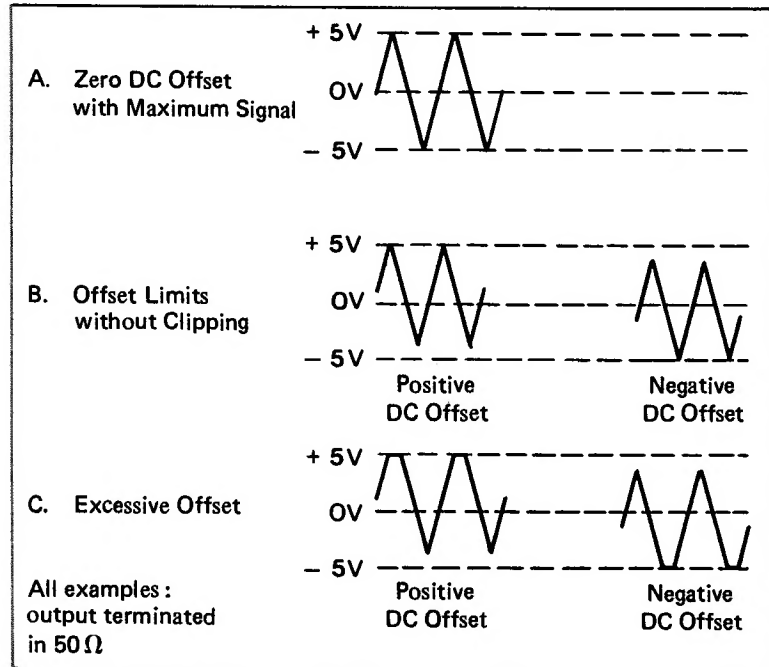 A. Zero DC Offset
with Maximum Signal
+ 5V
0V
− 5V
B. Offset Limits
without Clipping
+ 5V
0V
− 5V
Positive
DC Offset
Negative
DC Offset
C. Excessive Offset
+ 5V
0V
− 5V
Positive
DC Offset
Negative
DC Offset
All examples :
output terminated
in 50Ω